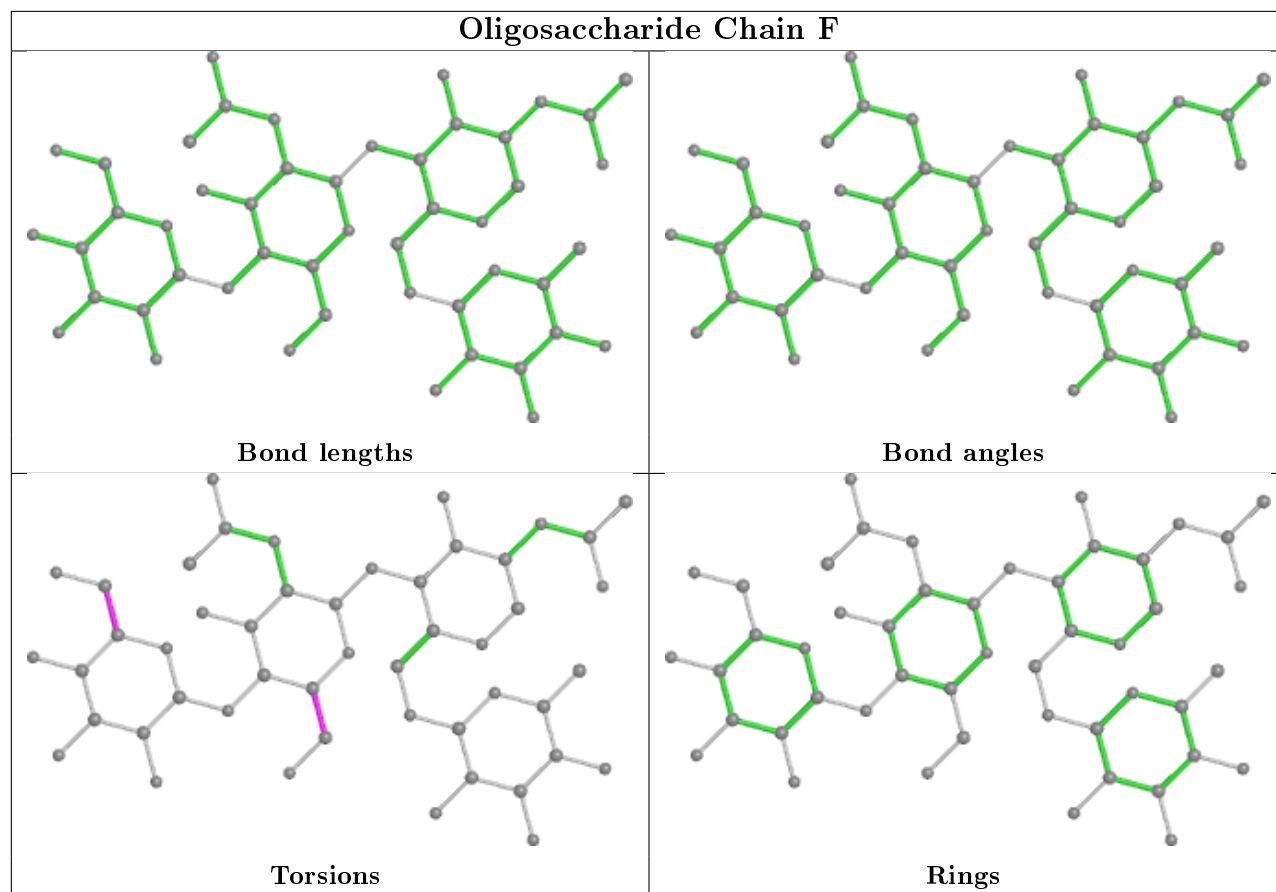 Oligosaccharide Chain F
Bond lengths
Bond angles
Torsions
Rings